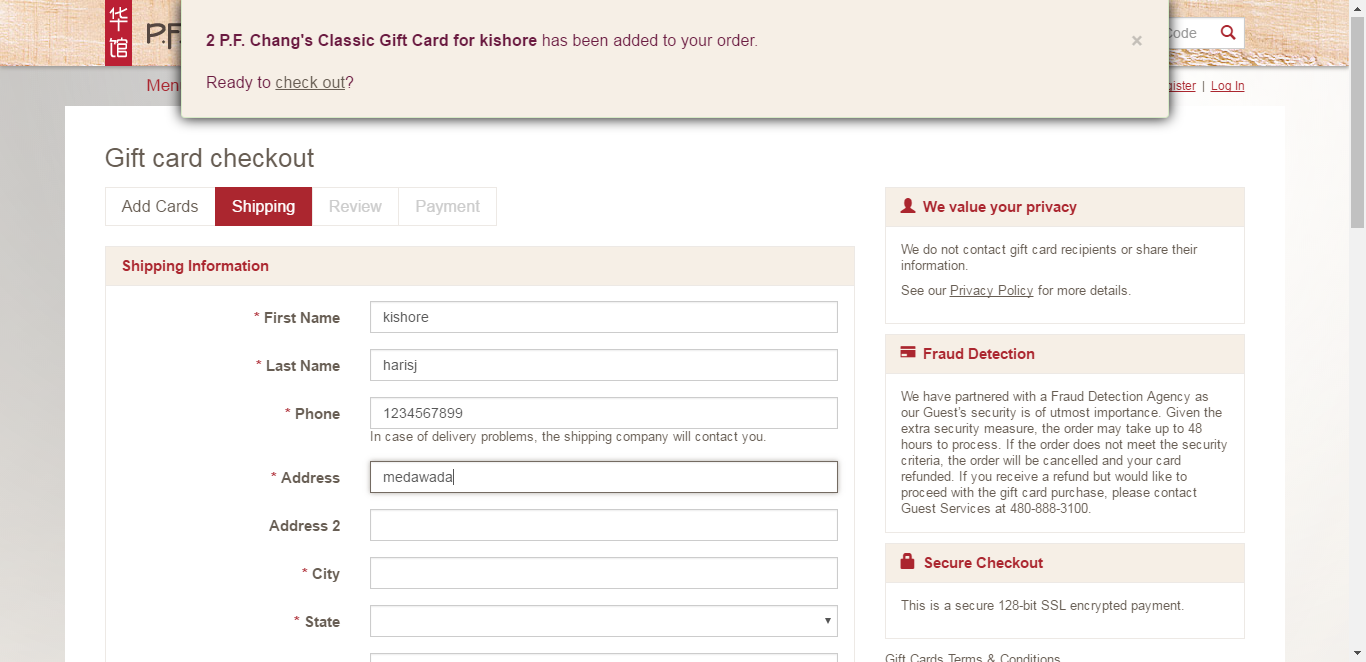 华
馆
P.F.
2 P.F. Chang's Classic Gift Card for kishore has been added to your order.
×
Ready to check out?
Code
Men
ister | Log In
Gift card checkout
Add Cards
Shipping
Review
Payment
Shipping Information
* First Name
kishore
* Last Name
harisj
* Phone
1234567899
In case of delivery problems, the shipping company will contact you.
* Address
medawada
Address 2
* City
* State
We value your privacy
We do not contact gift card recipients or share their
information.
See our Privacy Policy for more details.
Fraud Detection
We have partnered with a Fraud Detection Agency as
our Guest's security is of utmost importance. Given the
extra security measure, the order may take up to 48
hours to process. If the order does not meet the security
criteria, the order will be cancelled and your card
refunded. If you receive a refund but would like to
proceed with the gift card purchase, please contact
Guest Services at 480-888-3100.
Secure Checkout
This is a secure 128-bit SSL encrypted payment.
Gift Cards Terms & Conditions